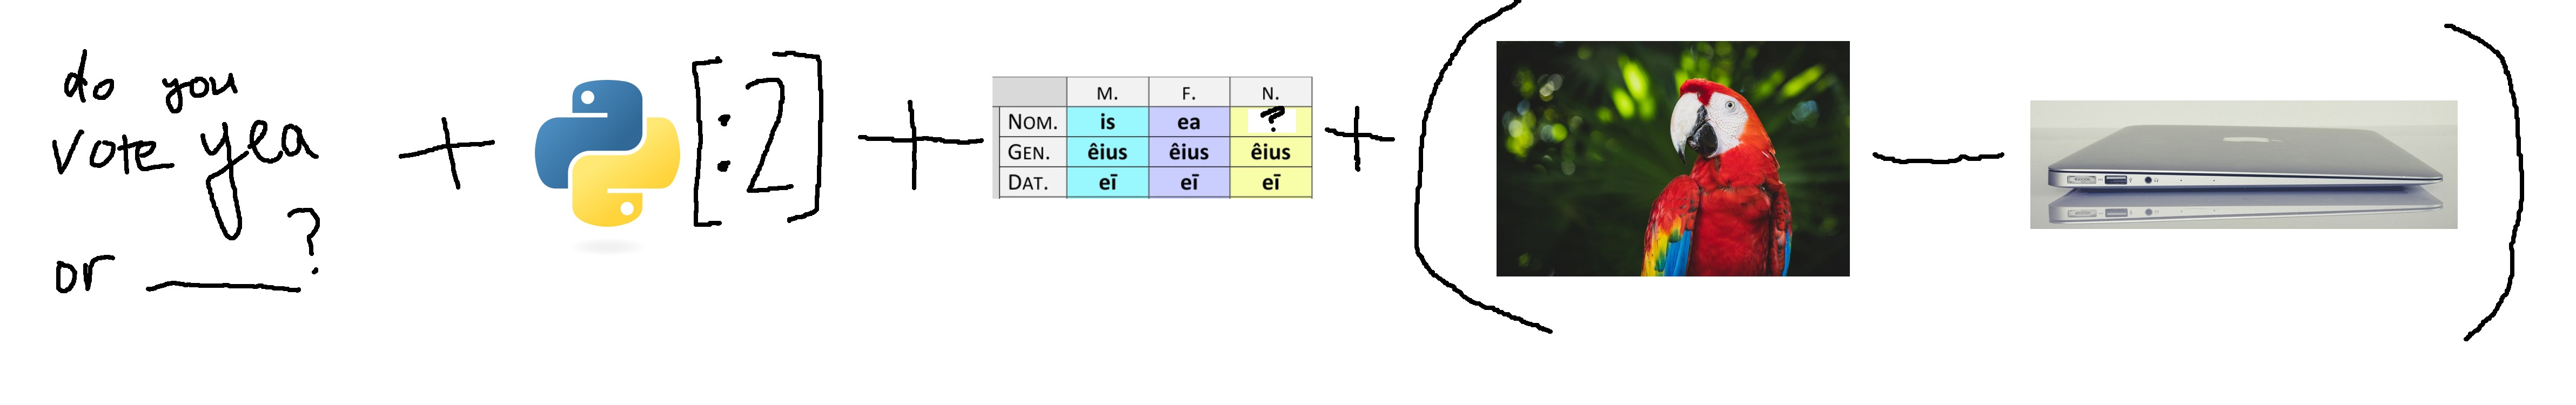 do you
vote yea
or ____?
+
[:2]
+
M. F. N.
NOM. is ea ?
GEN. êius êius êius
DAT. eī eī eī
+
(
—
)